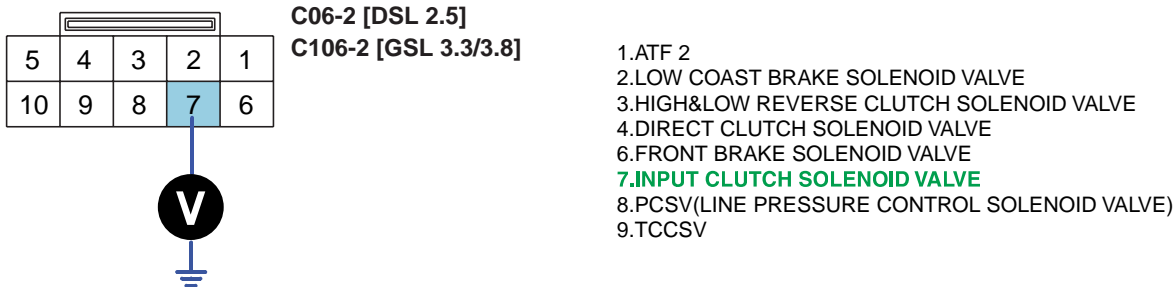 C06-2 [DSL 2.5]
C106-2 [GSL 3.3/3.8]
5 4 3 2 1
10 9 8 7 6
V
1.ATF 2
2.LOW COAST BRAKE SOLENOID VALVE
3.HIGH&LOW REVERSE CLUTCH SOLENOID VALVE
4.DIRECT CLUTCH SOLENOID VALVE
6.FRONT BRAKE SOLENOID VALVE
7.INPUT CLUTCH SOLENOID VALVE
8.PCSV(LINE PRESSURE CONTROL SOLENOID VALVE)
9.TCCSV